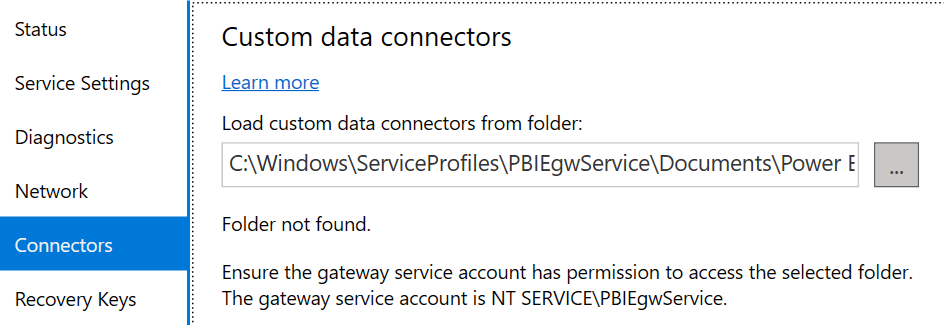 Status
Service Settings
Diagnostics
Network
Connectors
Recovery Keys
Custom data connectors
Learn more
Load custom data connectors from folder:
C:\Windows\ServiceProfiles\PBIEgwService\Documents\Power
...
Folder not found.
Ensure the gateway service account has permission to access the selected folder.
The gateway service account is NT SERVICE\PBIEgwService.